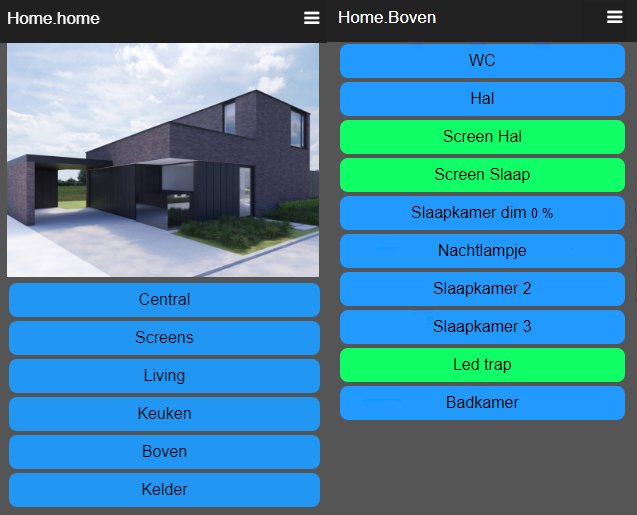 Home.home
Central
Screens
Living
Keuken
Boven
Kelder
Home.Boven
WC
Hal
Screen Hal
Screen Slaap
Slaapkamer dim 0 %
Nachtlampje
Slaapkamer 2
Slaapkamer 3
Led trap
Badkamer